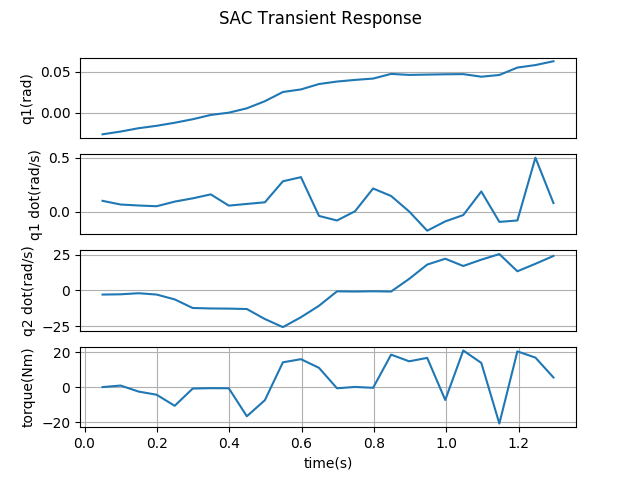 SAC Transient Response
q1(rad)
0.05
0.00
q1 dot(rad/s)
0.5
0.0
q2 dot(rad/s)
25
0
−25
torque(Nm)
20
0
−20
0.0 0.2 0.4 0.6 0.8 1.0 1.2
time(s)